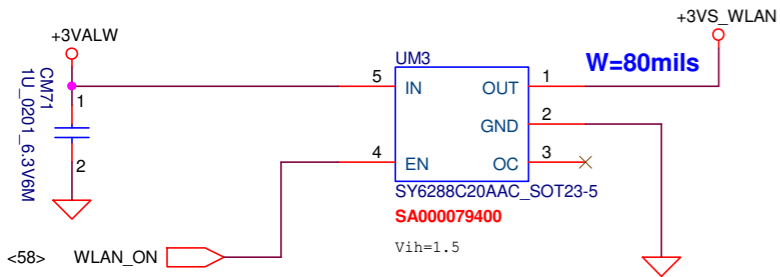 +3VALW
+3VS_WLAN
CM71
1U_0201_6.3V6M
1
2
UM3
5
IN
OUT
1
W=80mils
GND
2
4
EN
OC
3
SY6288C20AAC_SOT23-5
SA000079400
Vih=1.5
<58>
WLAN_ON